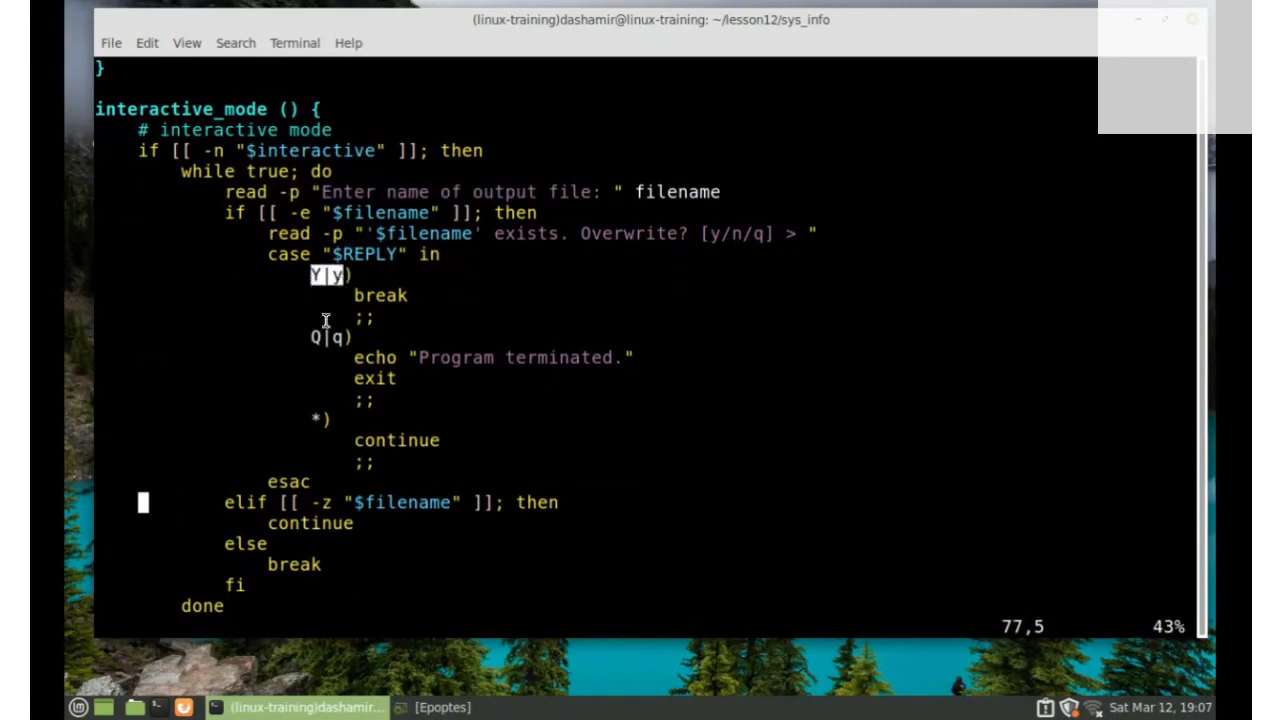 (linux-training)dashamir@linux-training: ~/lesson12/sys_info
File Edit View Search Terminal Help
}
interactive_mode () {
# interactive mode
if [[ -n "$interactive" ]]; then
while true; do
read -p "Enter name of output file: " filename
if [[ -e "$filename" ]]; then
read -p "'$filename' exists. Overwrite? [y/n/q] > "
case "$REPLY" in
Y|y)
break
;;
Q|q)
echo "Program terminated."
exit
;;
*)
continue
;;
esac
elif [[ -z "$filename" ]]; then
continue
else
break
fi
done
77,5 43%
(linux-training)dashamir... [Epoptes] Sat Mar 12, 19:07